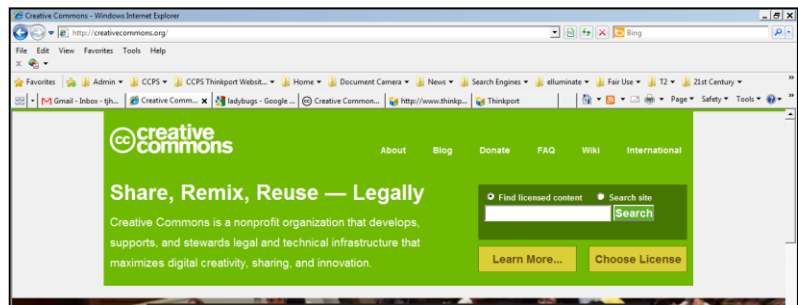 Creative Commons - Windows Internet Explorer
http://creativecommons.org/
Bing
File Edit View Favorites Tools Help
Favorites Admin CCPS CCPS Thinkport Websit... Home Document Camera News Search Engines elluminate Fair Use T2 21st Century
Gmail - Inbox - tjh... Creative Comm... ladybugs - Google ... Creative Common... http://www.thinkp... Thinkport Page Safety Tools
cc creative commons
About Blog Donate FAQ Wiki International
Share, Remix, Reuse — Legally
Find licensed content Search site
Search
Creative Commons is a nonprofit organization that develops,
supports, and stewards legal and technical infrastructure that
maximizes digital creativity, sharing, and innovation.
Learn More... Choose License